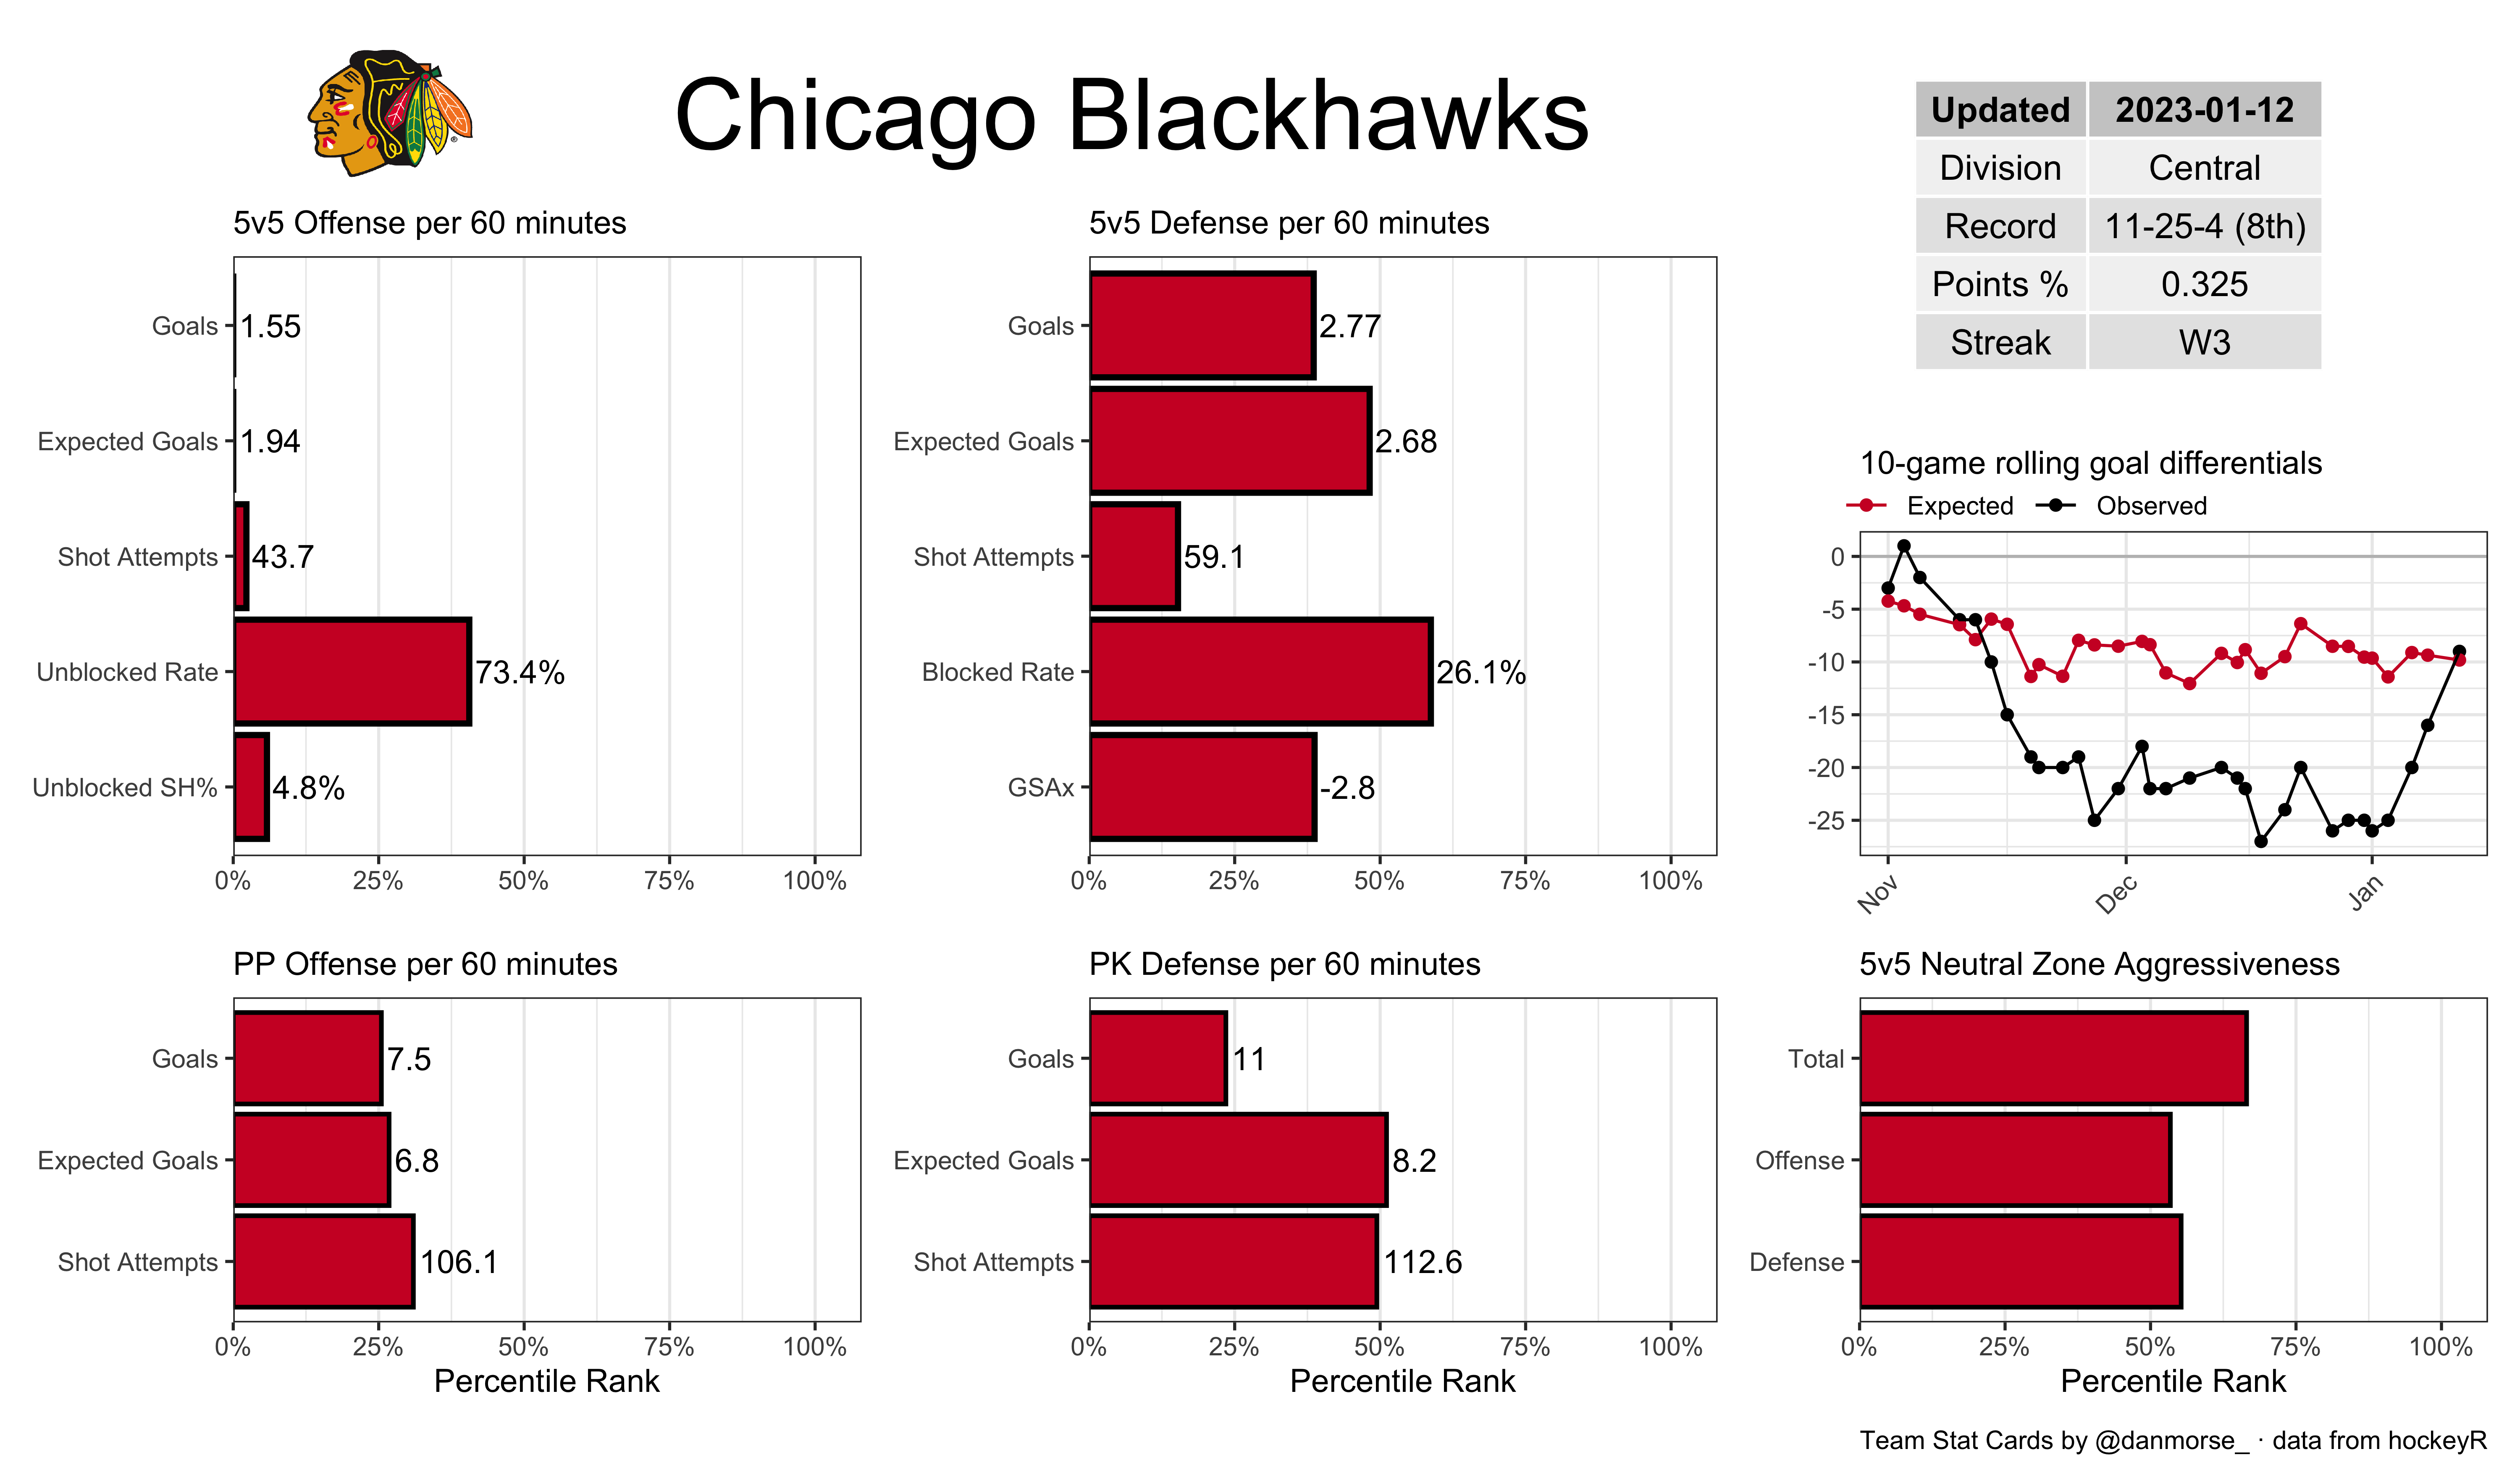 Chicago Blackhawks
Updated 2023-01-12
Division Central
Record 11-25-4 (8th)
Points % 0.325
Streak W3
5v5 Offense per 60 minutes
Goals 1.55
Expected Goals 1.94
Shot Attempts 43.7
Unblocked Rate 73.4%
Unblocked SH% 4.8%
0% 25% 50% 75% 100%
5v5 Defense per 60 minutes
Goals 2.77
Expected Goals 2.68
Shot Attempts 59.1
Blocked Rate 26.1%
GSAx -2.8
0% 25% 50% 75% 100%
10-game rolling goal differentials
Expected Observed
0
-5
-10
-15
-20
-25
Nov Dec Jan
PP Offense per 60 minutes
Goals 7.5
Expected Goals 6.8
Shot Attempts 106.1
0% 25% 50% 75% 100%
Percentile Rank
PK Defense per 60 minutes
Goals 11
Expected Goals 8.2
Shot Attempts 112.6
0% 25% 50% 75% 100%
Percentile Rank
5v5 Neutral Zone Aggressiveness
Total
Offense
Defense
0% 25% 50% 75% 100%
Percentile Rank
Team Stat Cards by @danmorse_ · data from hockeyR